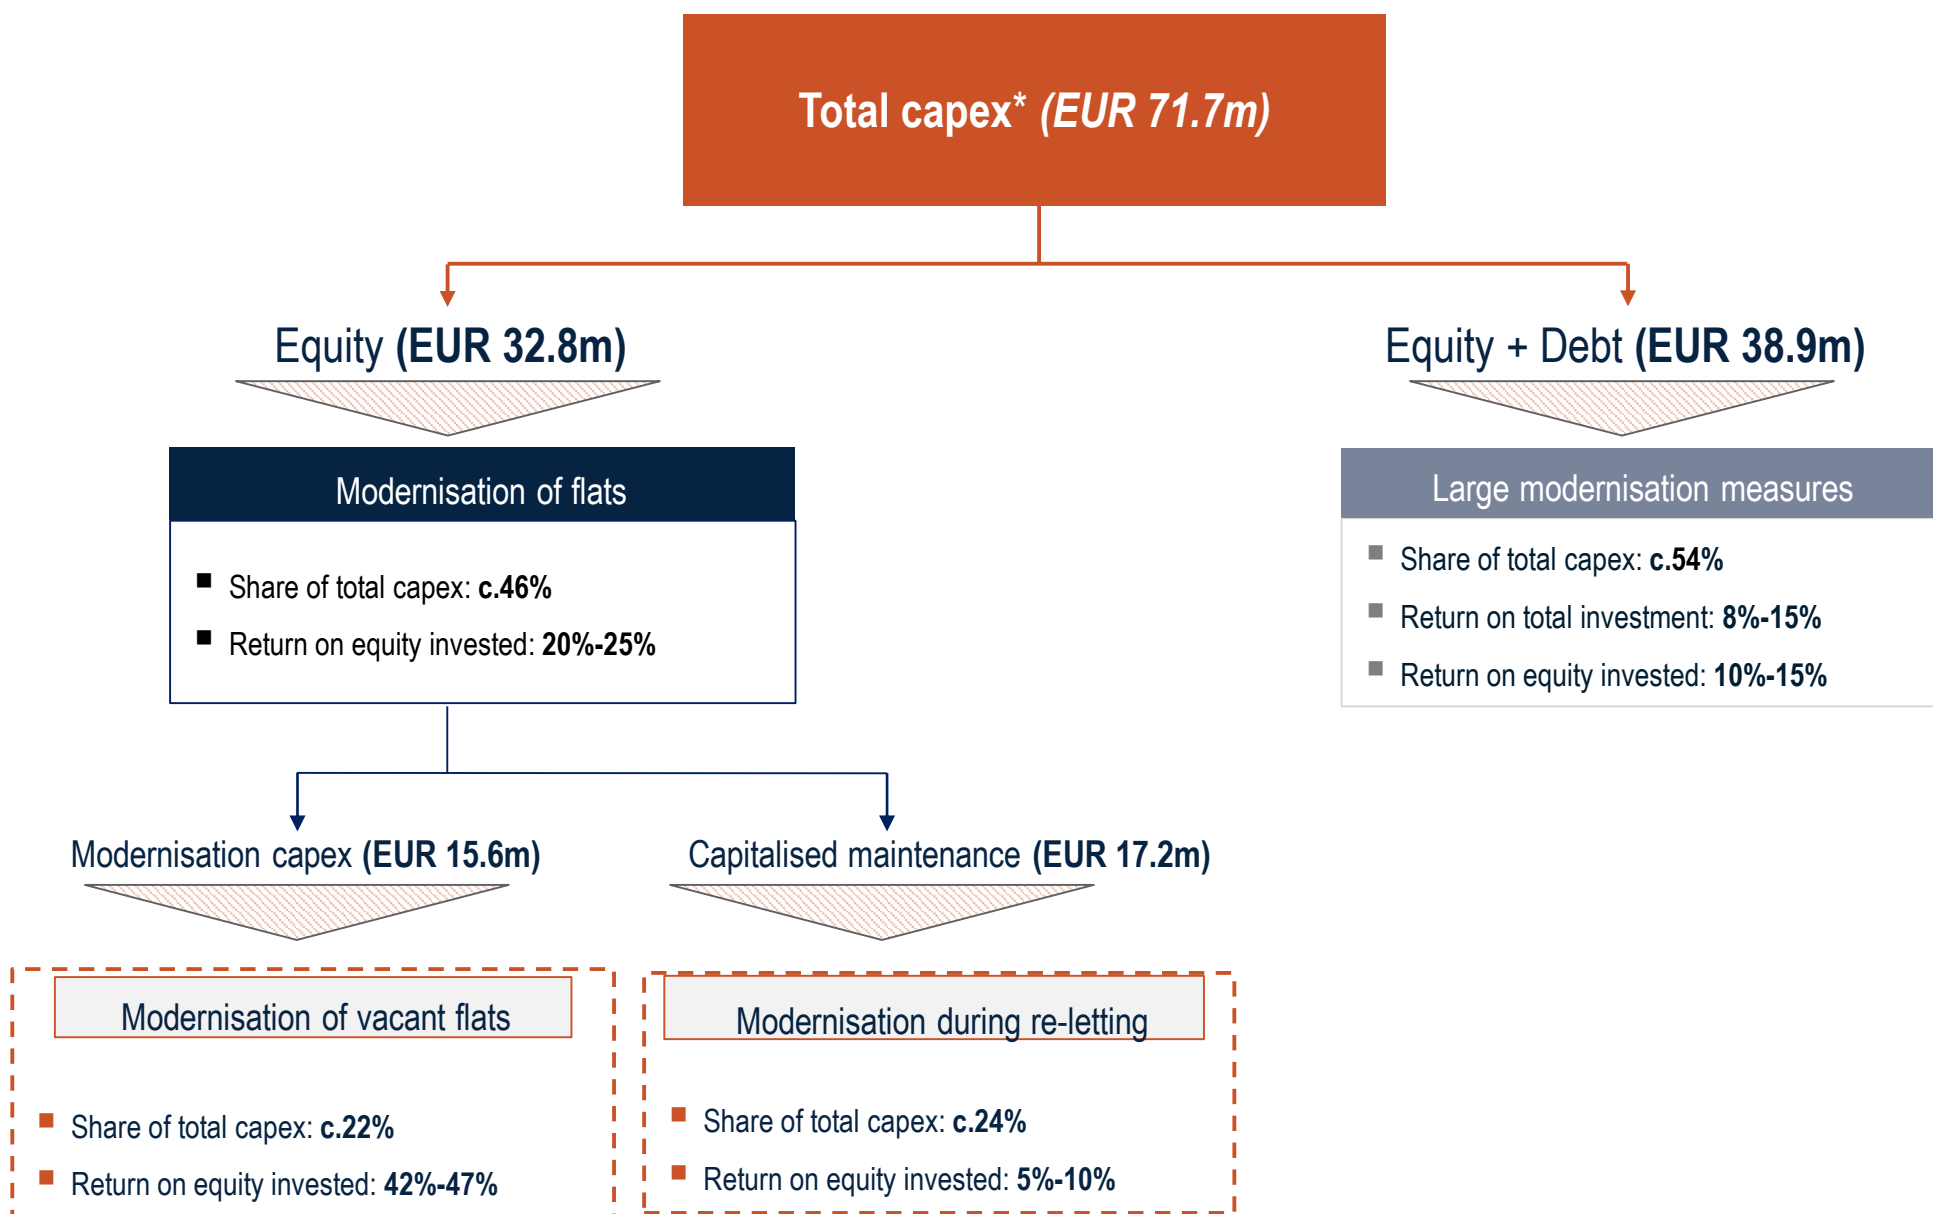 Total capex* (EUR 71.7m)
Equity (EUR 32.8m)
Equity + Debt (EUR 38.9m)
Modernisation of flats
Share of total capex: c.46%
Return on equity invested: 20%-25%
Large modernisation measures
Share of total capex: c.54%
Return on total investment: 8%-15%
Return on equity invested: 10%-15%
Modernisation capex (EUR 15.6m)
Capitalised maintenance (EUR 17.2m)
Modernisation of vacant flats
Share of total capex: c.22%
Return on equity invested: 42%-47%
Modernisation during re-letting
Share of total capex: c.24%
Return on equity invested: 5%-10%